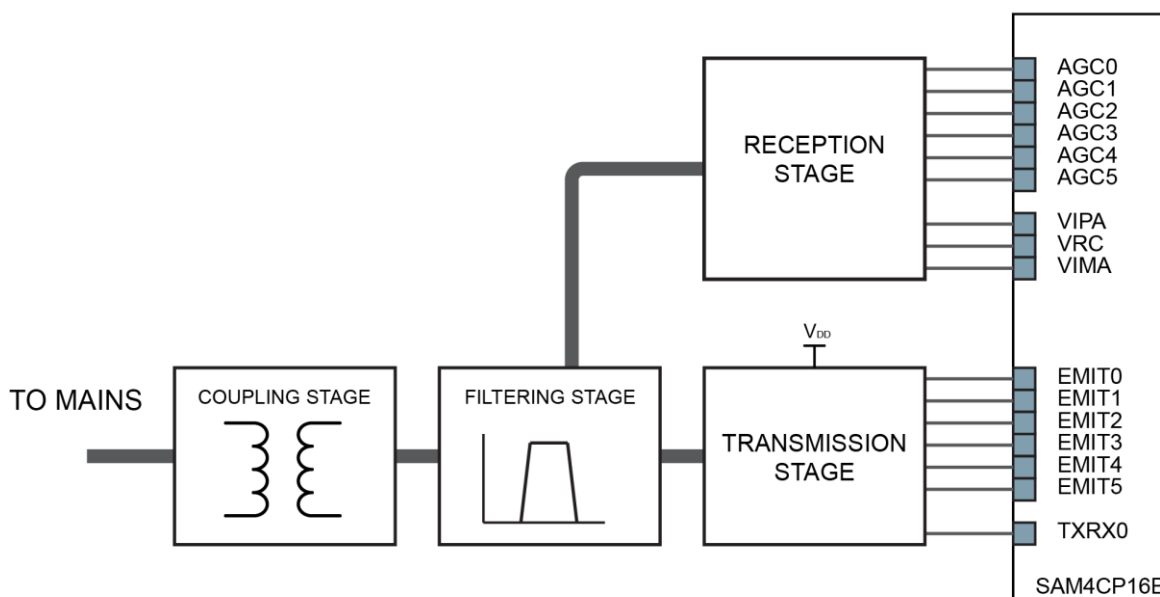 AGC0
AGC1
AGC2
AGC3
AGC4
AGC5
RECEPTION
STAGE
VIPA
VRC
VIMA
VDD
TO MAINS
COUPLING STAGE
FILTERING STAGE
TRANSMISSION
STAGE
EMIT0
EMIT1
EMIT2
EMIT3
EMIT4
EMIT5
TXRX0
SAM4CP16B